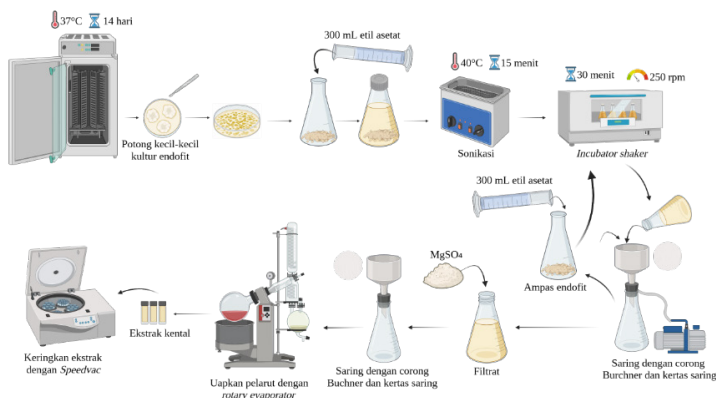 37°C 14 hari
300 mL etil asetat
40°C 15 menit
30 menit 250 rpm
Potong kecil-kecil
kultur endofit
Sonikasi
Incubator shaker
300 mL etil asetat
MgSO4
Ampas endofit
Ekstrak kental
Keringkan ekstrak
dengan Speedvac
Uapkan pelarut dengan
rotary evaporator
Saring dengan corong
Buchner dan kertas saring
Filtrat
Saring dengan corong
Burchner dan kertas saring